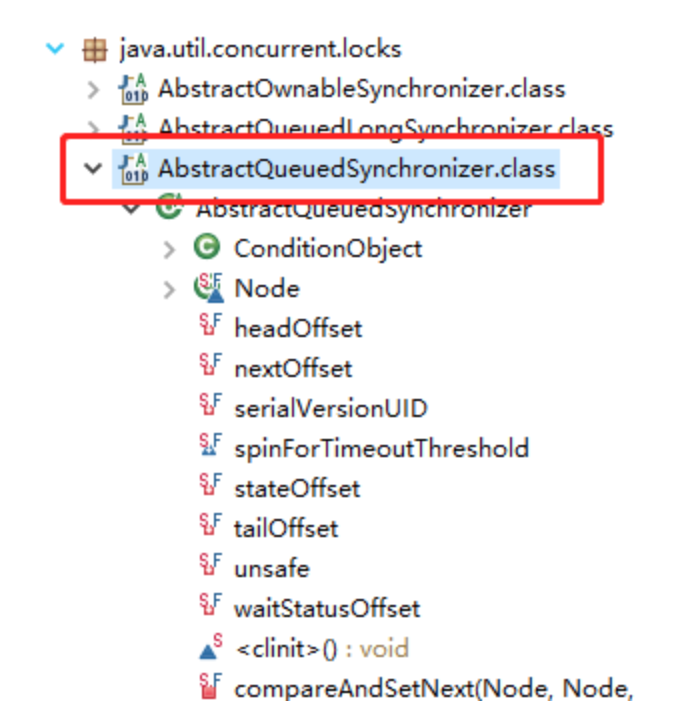 java.util.concurrent.locks
AbstractOwnableSynchronizer.class
AbstractQueuedLongSynchronizer.class
AbstractQueuedSynchronizer.class
AbstractQueuedSynchronizer
ConditionObject
Node
headOffset
nextOffset
serialVersionUID
spinForTimeoutThreshold
stateOffset
tailOffset
unsafe
waitStatusOffset
<clinit>() : void
compareAndSetNext(Node, Node,